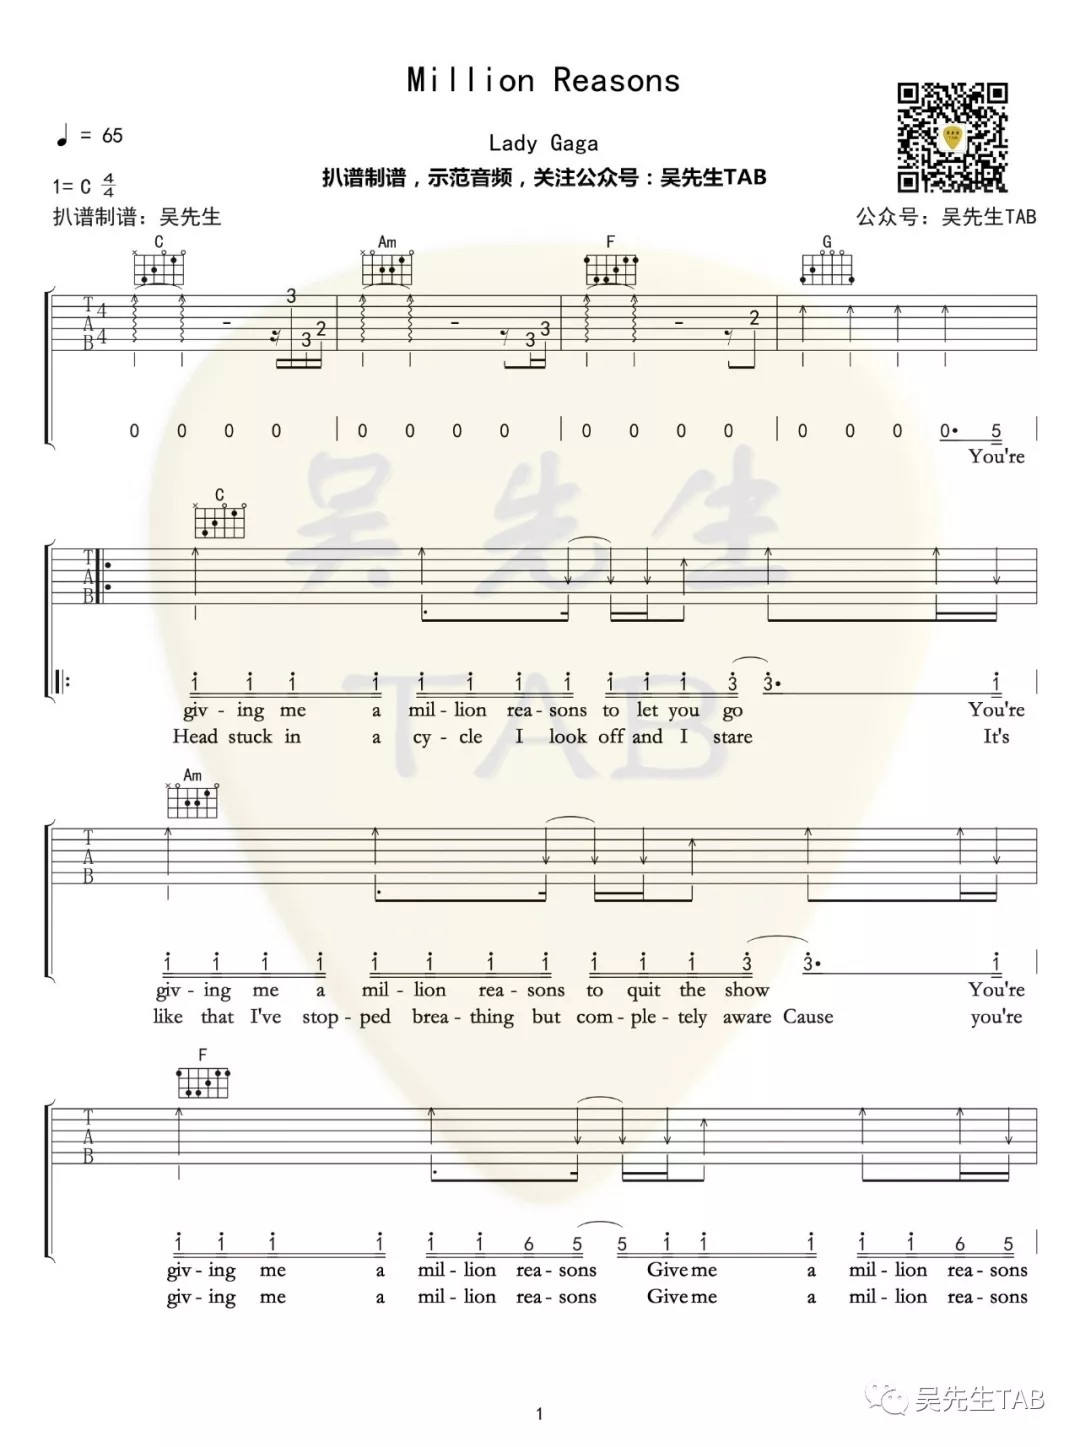 Million Reasons
♩ = 65
Lady Gaga
扒谱制谱，示范音频，关注公众号：吴先生TAB
1= C 4/4
扒谱制谱：吴先生
公众号：吴先生TAB
C Am F G
T A B 4 4 - 3 3 2 - 3 3 - 2
0 0 0 0 | 0 0 0 0 | 0 0 0 0 | 0 0 0 0· 5
You're
C
T A B
1 1 1 1 1 1 1 1 1 1 1 3 3· 1
giv- ing me a mil- lion rea- sons to let you go You're
Head stuck in a cy- cle I look off and I stare It's
Am
T A B
1 1 1 1 1 1 1 1 1 1 1 3 3· 1
giv- ing me a mil- lion rea- sons to quit the show You're
like that I've stop- ped brea- thing but com- ple- tely aware Cause you're
F
T A B
1 1 1 1 1 1 6 5 5 1 1 1 1 1 6 5
giv- ing me a mil- lion rea- sons Give me a mil- lion rea- sons
giv- ing me a mil- lion rea- sons Give me a mil- lion rea- sons
吴先生
TAB
吴先生TAB
1